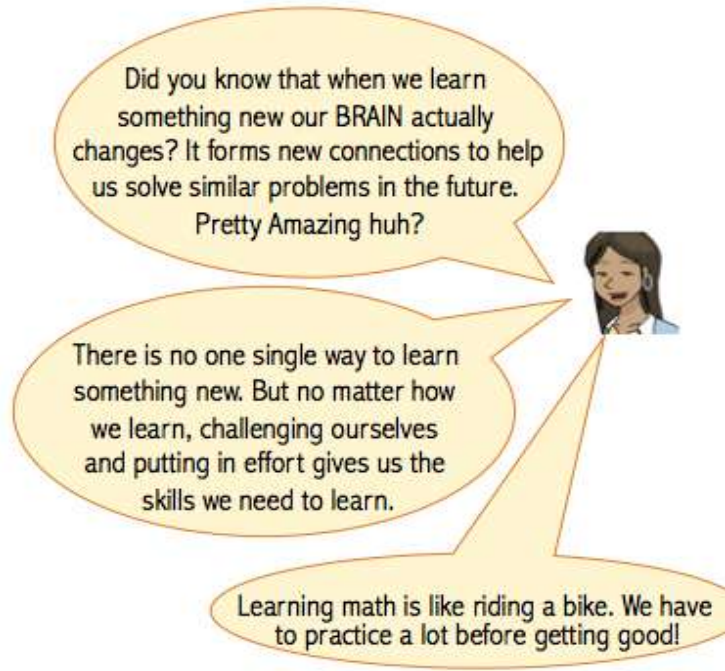 Did you know that when we learn
something new our BRAIN actually
changes? It forms new connections to help
us solve similar problems in the future.
Pretty Amazing huh?
There is no one single way to learn
something new. But no matter how
we learn, challenging ourselves
and putting in effort gives us the
skills we need to learn.
Learning math is like riding a bike. We have
to practice a lot before getting good!